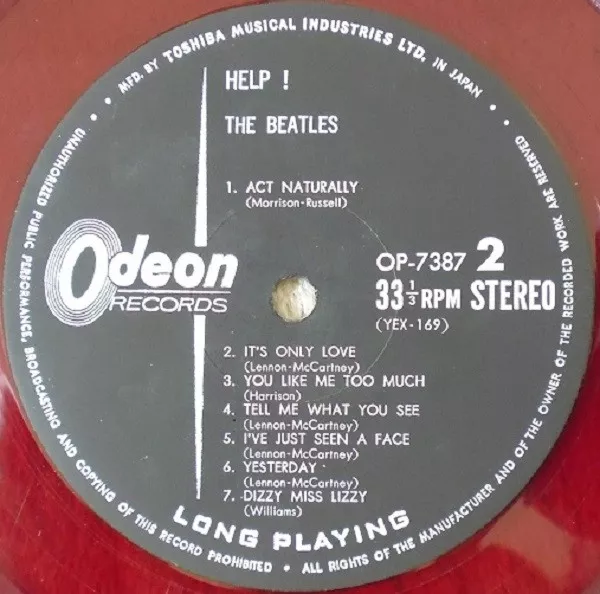 • MFD. BY TOSHIBA MUSICAL INDUSTRIES LTD. IN JAPAN •
HELP !
THE BEATLES
1. ACT NATURALLY
(Morrison-Russell)
Odeon
RECORDS
OP-7387 2
33 1/3 RPM STEREO
(YEX-169)
2. IT'S ONLY LOVE
(Lennon-McCartney)
3. YOU LIKE ME TOO MUCH
(Harrison)
4. TELL ME WHAT YOU SEE
(Lennon-McCartney)
5. I'VE JUST SEEN A FACE
(Lennon-McCartney)
6. YESTERDAY
(Lennon-McCartney)
7. DIZZY MISS LIZZY
(Williams)
LONG PLAYING
• ALL RIGHTS OF THE MANUFACTURER AND OF THE OWNER OF THE RECORDED WORK ARE RESERVED •
• UNAUTHORIZED PUBLIC PERFORMANCE, BROADCASTING AND COPYING OF THIS RECORD PROHIBITED •